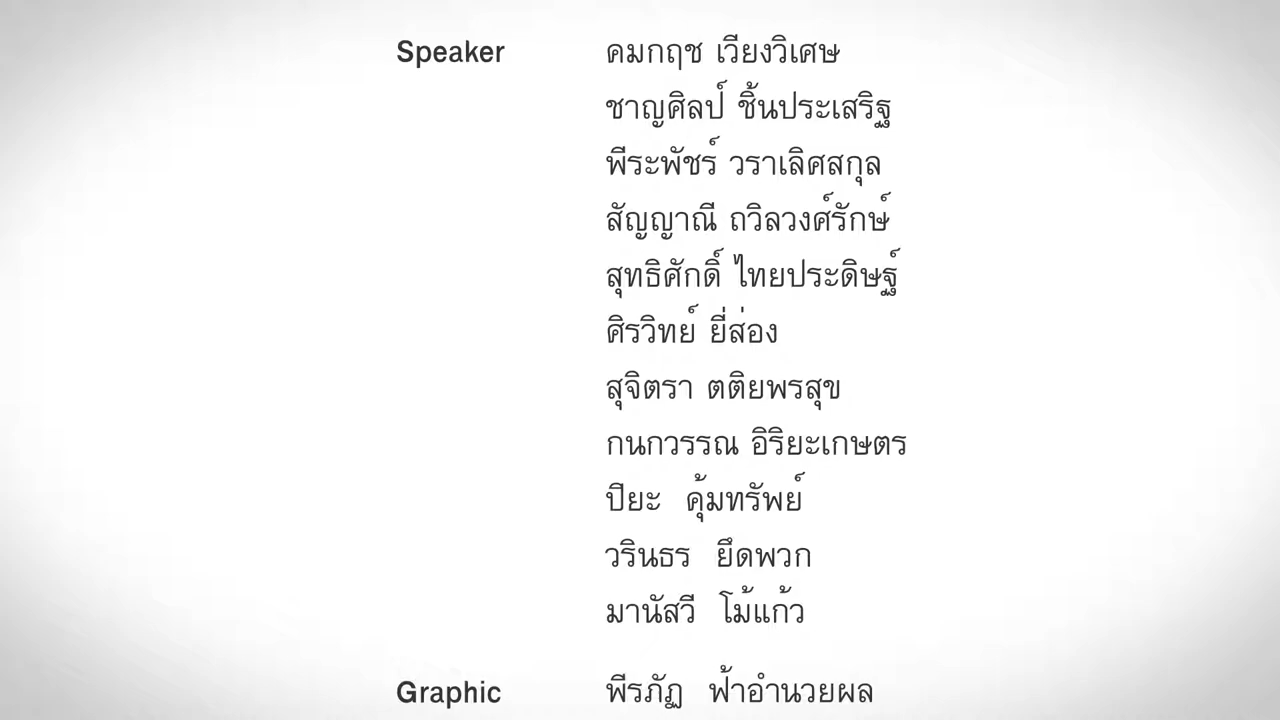 Speaker คมกฤช เวียงวิเศษ
ชาญศิลป์ ชิ้นประเสริฐ
พีระพัชร์ วราเลิศสกุล
สัญญาณี ถวิลวงศ์รักษ์
สุทธิศักดิ์ ไทยประดิษฐ์
ศิรวิทย์ ยี่ส่อง
สุจิตรา ตติยพรสุข
กนกวรรณ อิริยะเกษตร
ปิยะ คุ้มทรัพย์
วรินธร ยึดพวก
มานัสวี โม้แก้ว
Graphic พีรภัฏ ฟ้าอำนวยผล